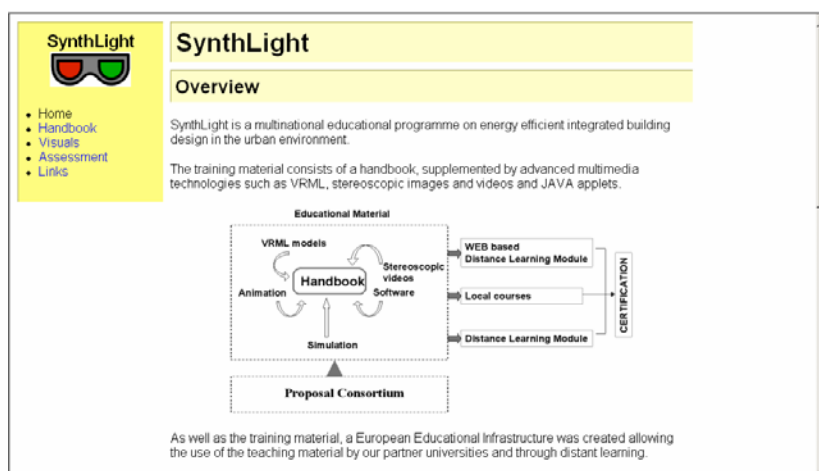 SynthLight
Home
Handbook
Visuals
Assessment
Links
SynthLight
Overview
SynthLight is a multinational educational programme on energy efficient integrated building
design in the urban environment.
The training material consists of a handbook, supplemented by advanced multimedia
technologies such as VRML, stereoscopic images and videos and JAVA applets.
Educational Material
VRML models
Stereoscopic
videos
Handbook
Animation
Software
Simulation
Proposal Consortium
WEB based
Distance Learning Module
Local courses
Distance Learning Module
CERTIFICATION
As well as the training material, a European Educational Infrastructure was created allowing
the use of the teaching material by our partner universities and through distant learning.